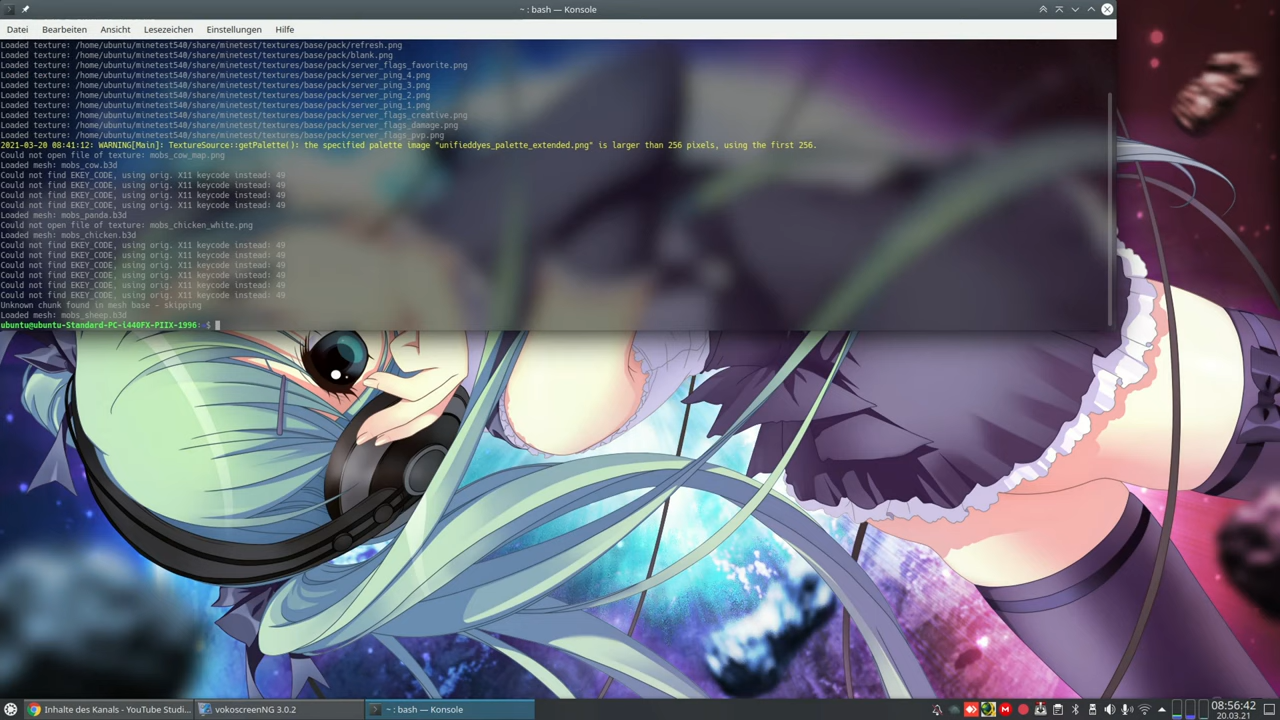 ~ : bash — Konsole
Datei Bearbeiten Ansicht Lesezeichen Einstellungen Hilfe
Loaded texture: /home/ubuntu/minetest540/share/minetest/textures/base/pack/refresh.png
Loaded texture: /home/ubuntu/minetest540/share/minetest/textures/base/pack/blank.png
Loaded texture: /home/ubuntu/minetest540/share/minetest/textures/base/pack/server_flags_favorite.png
Loaded texture: /home/ubuntu/minetest540/share/minetest/textures/base/pack/server_ping_4.png
Loaded texture: /home/ubuntu/minetest540/share/minetest/textures/base/pack/server_ping_3.png
Loaded texture: /home/ubuntu/minetest540/share/minetest/textures/base/pack/server_ping_2.png
Loaded texture: /home/ubuntu/minetest540/share/minetest/textures/base/pack/server_ping_1.png
Loaded texture: /home/ubuntu/minetest540/share/minetest/textures/base/pack/server_flags_creative.png
Loaded texture: /home/ubuntu/minetest540/share/minetest/textures/base/pack/server_flags_damage.png
Loaded texture: /home/ubuntu/minetest540/share/minetest/textures/base/pack/server_flags_pvp.png
2021-03-20 08:41:12: WARNING[Main]: TextureSource::getPalette(): the specified palette image "unifieddyes_palette_extended.png" is larger than 256 pixels, using the first 256.
Could not open file of texture: mobs_cow_map.png
Loaded mesh: mobs_cow.b3d
Could not find EKEY_CODE, using orig. X11 keycode instead: 49
Could not find EKEY_CODE, using orig. X11 keycode instead: 49
Could not find EKEY_CODE, using orig. X11 keycode instead: 49
Could not find EKEY_CODE, using orig. X11 keycode instead: 49
Loaded mesh: mobs_panda.b3d
Could not open file of texture: mobs_chicken_white.png
Loaded mesh: mobs_chicken.b3d
Could not find EKEY_CODE, using orig. X11 keycode instead: 49
Could not find EKEY_CODE, using orig. X11 keycode instead: 49
Could not find EKEY_CODE, using orig. X11 keycode instead: 49
Could not find EKEY_CODE, using orig. X11 keycode instead: 49
Could not find EKEY_CODE, using orig. X11 keycode instead: 49
Could not find EKEY_CODE, using orig. X11 keycode instead: 49
Unknown chunk found in mesh base - skipping
Loaded mesh: mobs_sheep.b3d
ubuntu@ubuntu-Standard-PC-i440FX-PIIX-1996:~$
Inhalte des Kanals - YouTube Studi...
vokoscreenNG 3.0.2
~ : bash — Konsole
08:56:42
20.03.21